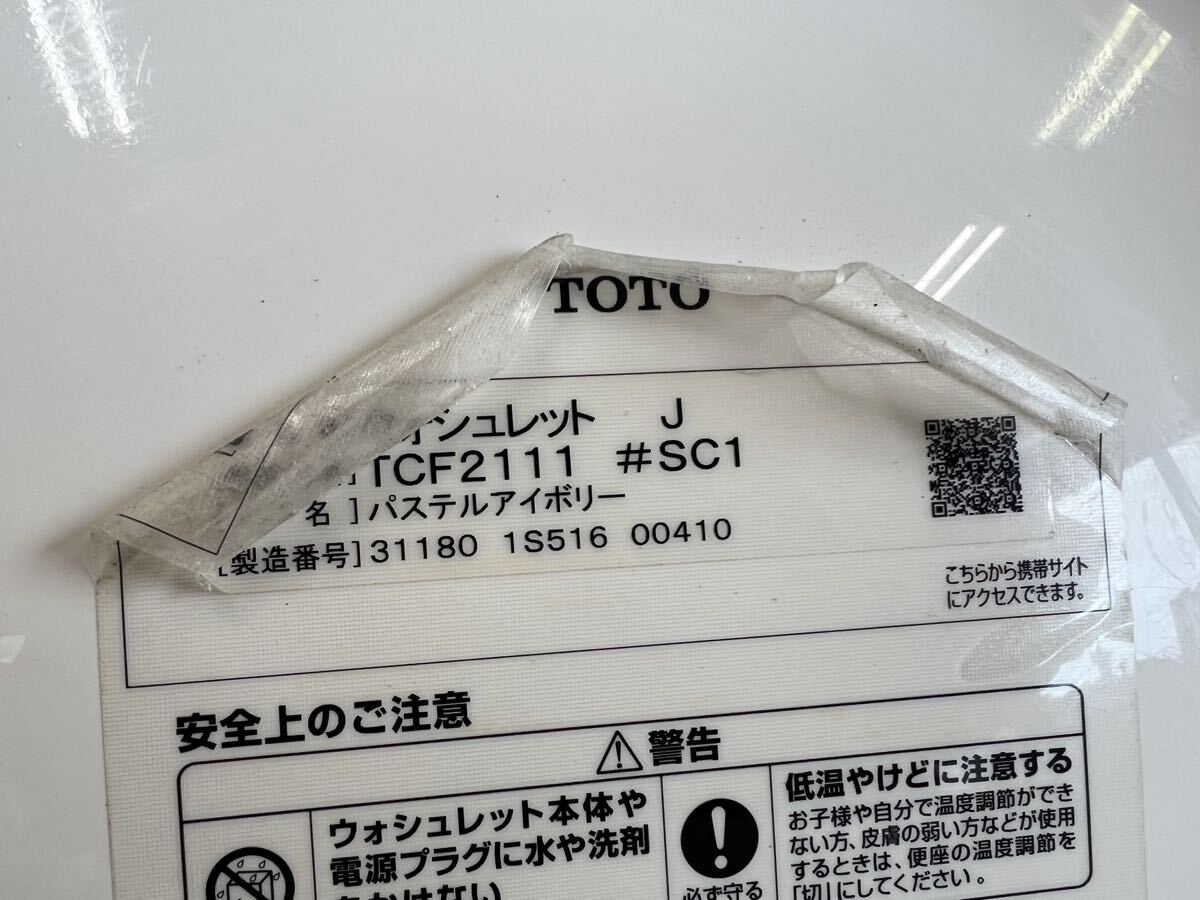 TOTO
ォシュレット J
]TCF2111 #SC1
名 ]パステルアイボリー
[製造番号]31180 1S516 00410
こちらから携帯サイト
にアクセスできます。
安全上のご注意
⚠警告
ウォシュレット本体や
電源プラグに水や洗剤
をかけない
必ず守る
低温やけどに注意する
お子様や自分で温度調節ができ
ない方、皮膚の弱い方などが使用
するときは、便座の温度調節を
「切」にしてください。